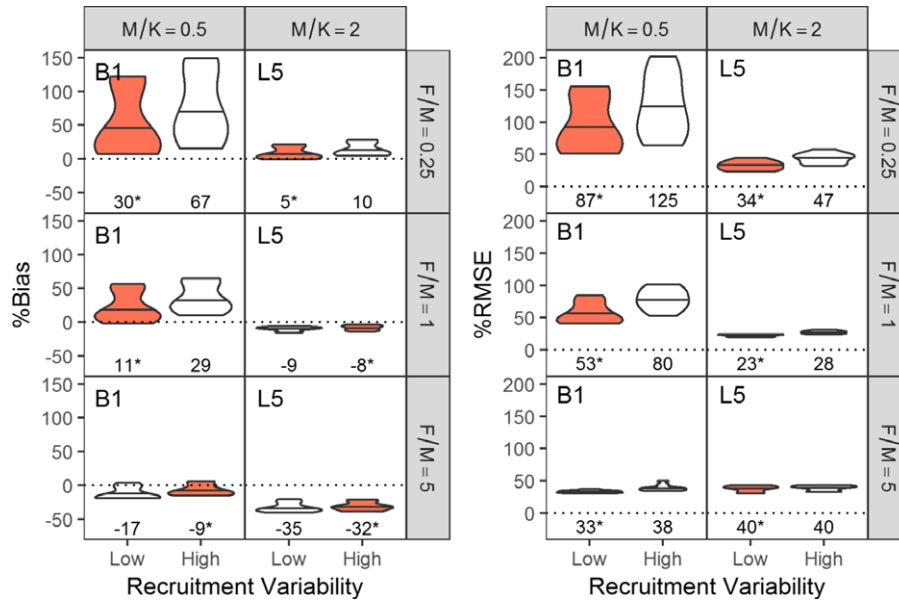 M/K = 0.5 M/K = 2
%Bias
150
100
50
0
-50
B1 L5
30* 67 5* 10
F/M = 0.25
150
100
50
0
-50
B1 L5
11* 29 -9 -8*
F/M = 1
150
100
50
0
-50
B1 L5
-17 -9* -35 -32*
F/M = 5
Low High Low High
Recruitment Variability
M/K = 0.5 M/K = 2
%RMSE
200
150
100
50
0
B1 L5
87* 125 34* 47
F/M = 0.25
200
150
100
50
0
B1 L5
53* 80 23* 28
F/M = 1
200
150
100
50
0
B1 L5
33* 38 40* 40
F/M = 5
Low High Low High
Recruitment Variability